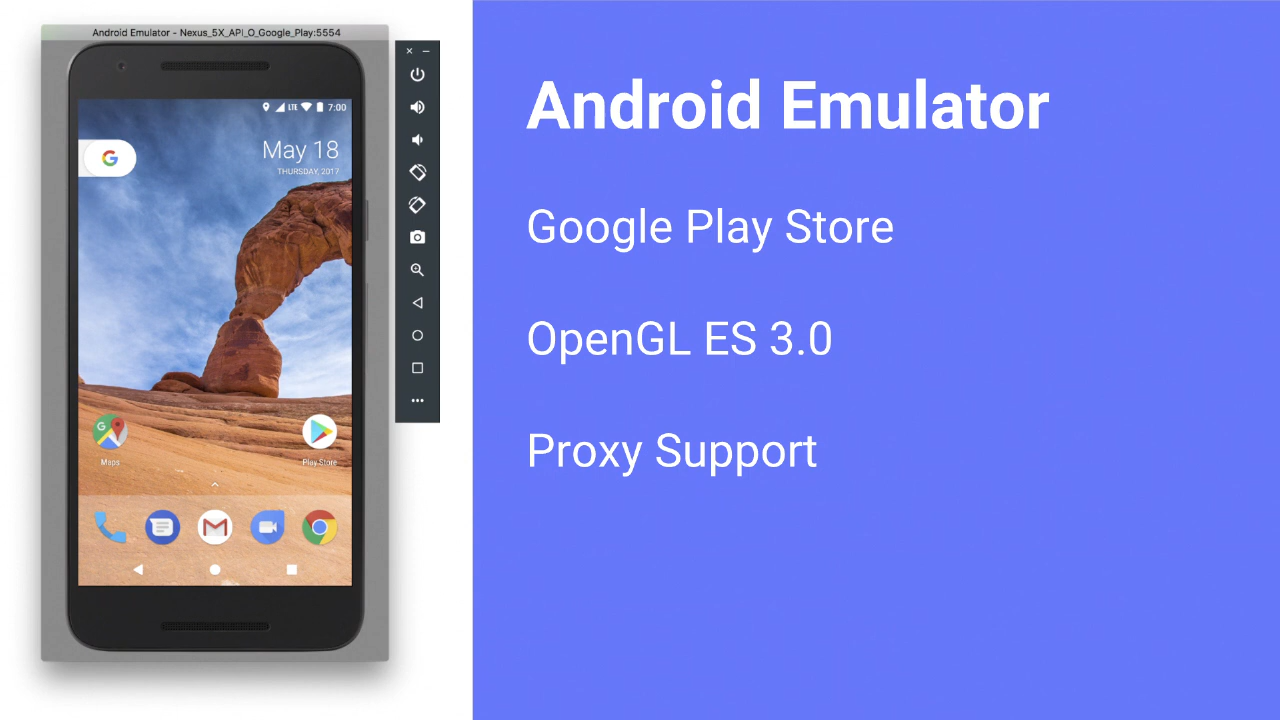 Android Emulator - Nexus_5X_API_O_Google_Play:5554
LTE 7:00
G
May 18
THURSDAY, 2017
Maps
Play Store
Android Emulator
Google Play Store
OpenGL ES 3.0
Proxy Support